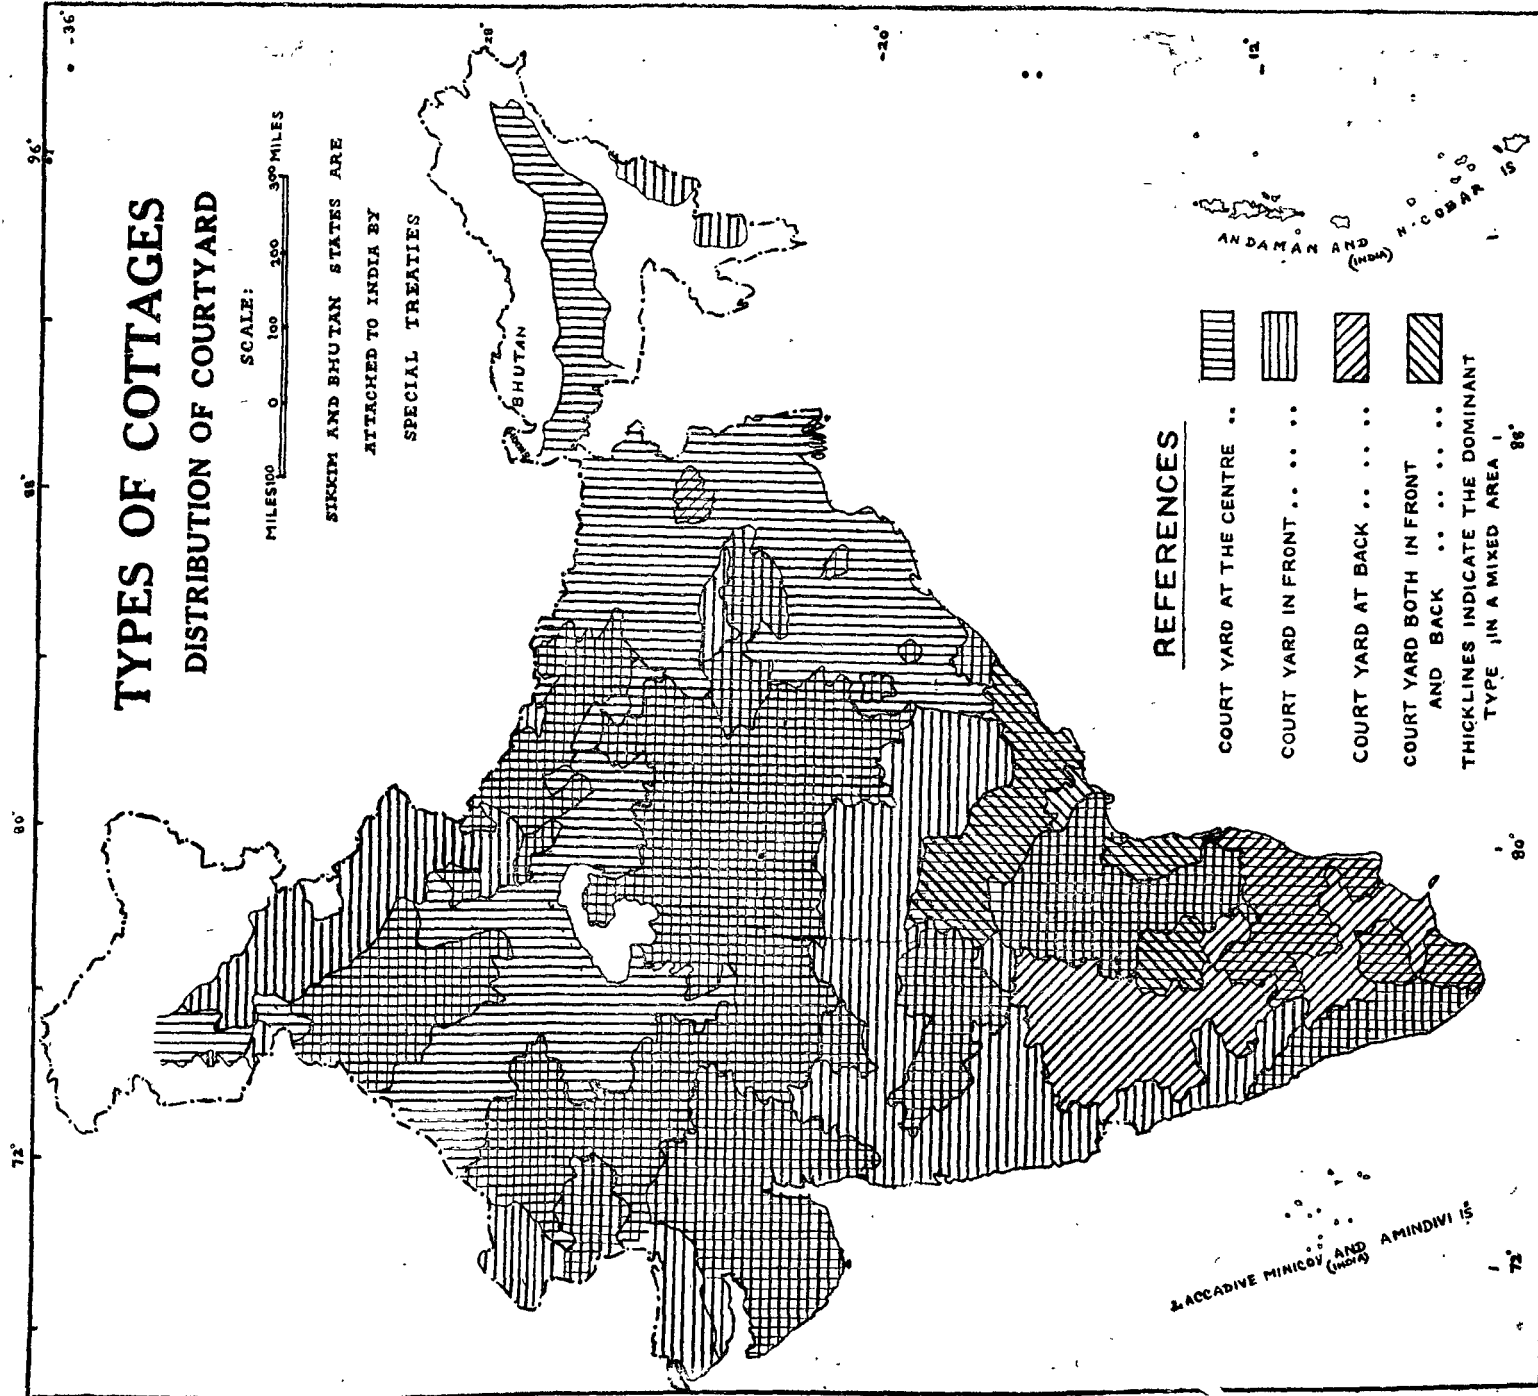 TYPES OF COTTAGES
DISTRIBUTION OF COURTYARD
SCALE:
MILES100 0 100 200 300 MILES
SIKKIM AND BHUTAN STATES ARE
ATTACHED TO INDIA BY
SPECIAL TREATIES
72°
80°
88°
96°
-36°
28°
-20°
-12°
BHUTAN
REFERENCES
COURT YARD AT THE CENTRE ..
COURT YARD IN FRONT .. .. ..
COURT YARD AT BACK .. .. ..
COURT YARD BOTH IN FRONT
AND BACK .. .. .. ..
THICKLINES INDICATE THE DOMINANT
TYPE IN A MIXED AREA
ANDAMAN AND N·COBAR IS
(INDIA)
LACCADIVE MINICOY AND AMINDIVI IS
(INDIA)
72°
80°